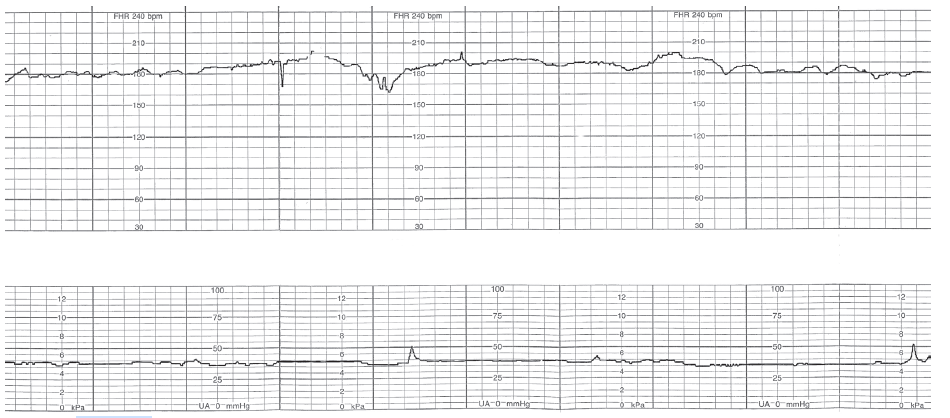 FHR 240 bpm FHR 240 bpm FHR 240 bpm
210 210 210
180 180 180
150 150 150
120 120 120
90 90 90
60 60 60
30 30 30
12 100 12 100 12 100 12
10 75 10 75 10 75 10
8 8 8 8
6 50 6 50 6 50 6
4 25 4 25 4 25 4
2 2 2 2
0 kPa UA 0 mmHg 0 kPa UA 0 mmHg 0 kPa UA 0 mmHg 0 kPa